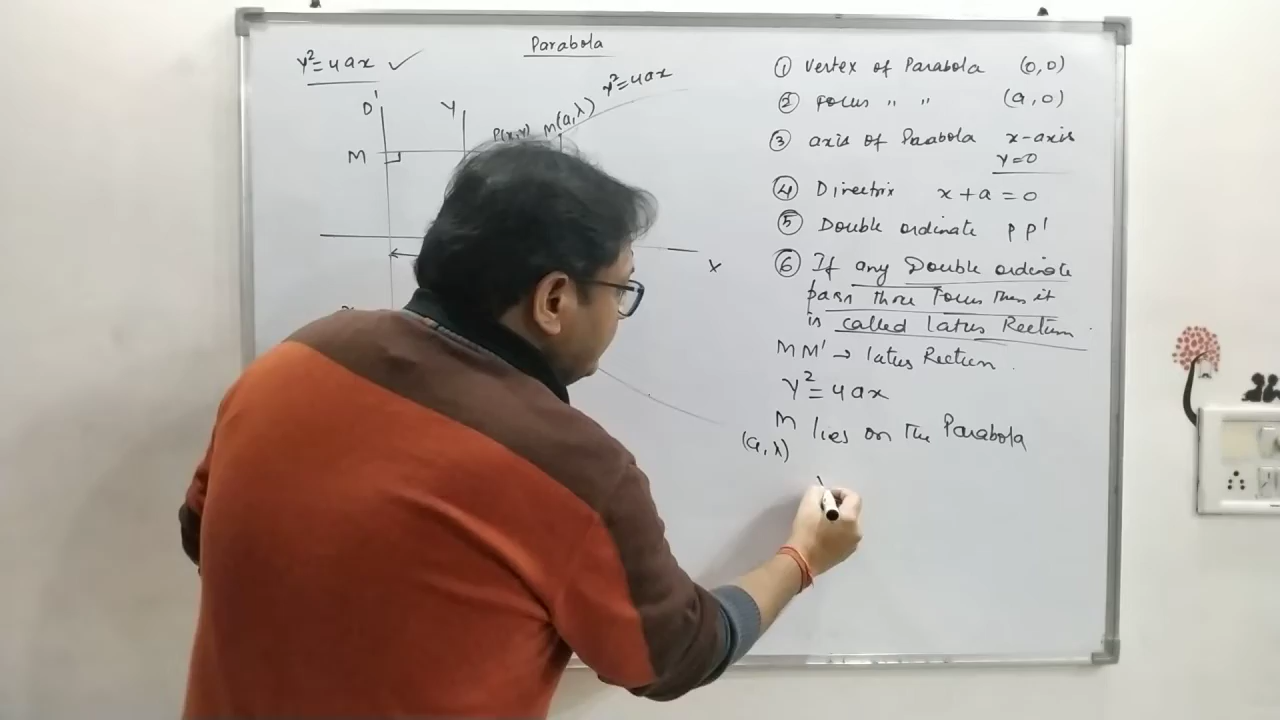 Parabola
y²=4ax ✓
D'
Y
P(x,y)
M(a,λ)
y²=4ax
M
X
① Vertex of Parabola (0,0)
② Focus " " (a,0)
③ axis of Parabola x-axis
y=0
④ Directrix x+a=0
⑤ Double ordinate PP'
⑥ If any Double ordinate
pass throu Focus then it
is called latus Rectum
MM' → latus Rectum.
y²=4ax
M lies on the Parabola
(a,λ)